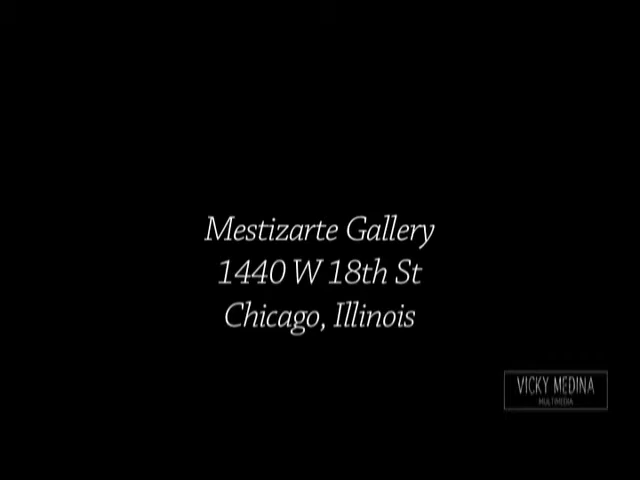 Mestizarte Gallery
1440 W 18th St
Chicago, Illinois
VICKY MEDINA
MULTIMEDIA